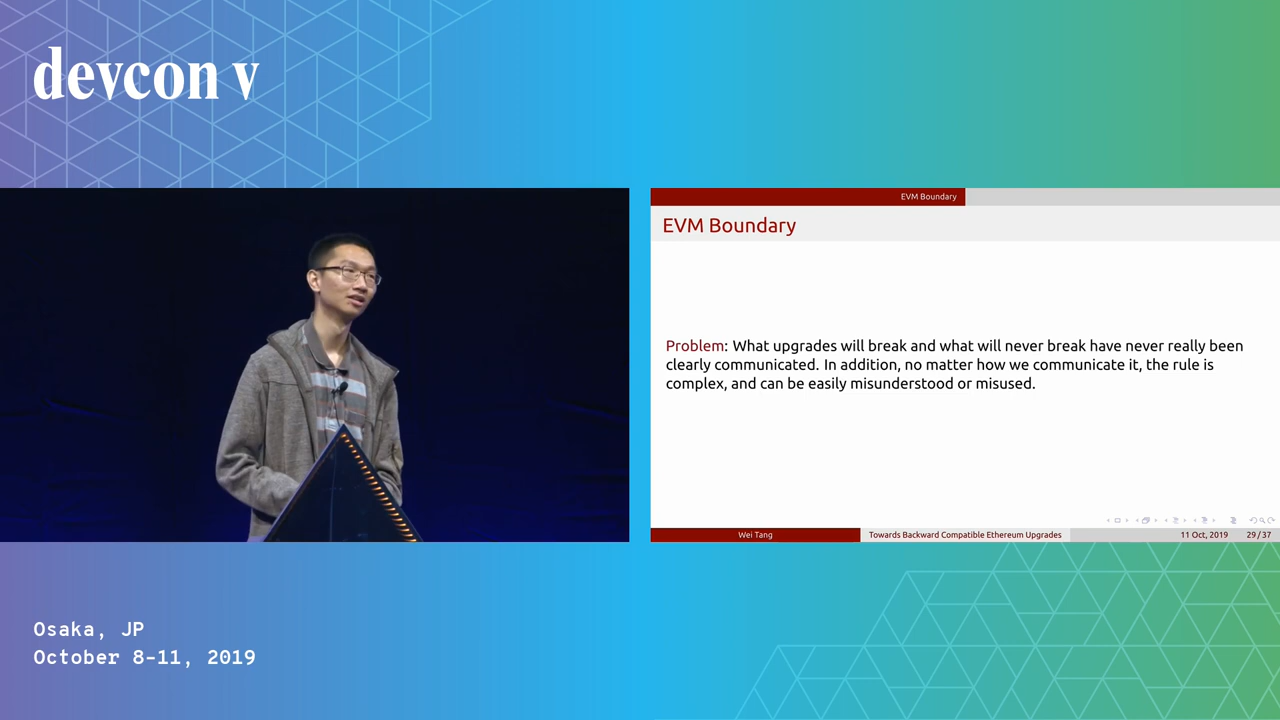 devcon v
EVM Boundary
EVM Boundary
Problem: What upgrades will break and what will never break have never really been
clearly communicated. In addition, no matter how we communicate it, the rule is
complex, and can be easily misunderstood or misused.
Wei Tang
Towards Backward Compatible Ethereum Upgrades
11 Oct, 2019
29 / 37
Osaka, JP
October 8-11, 2019